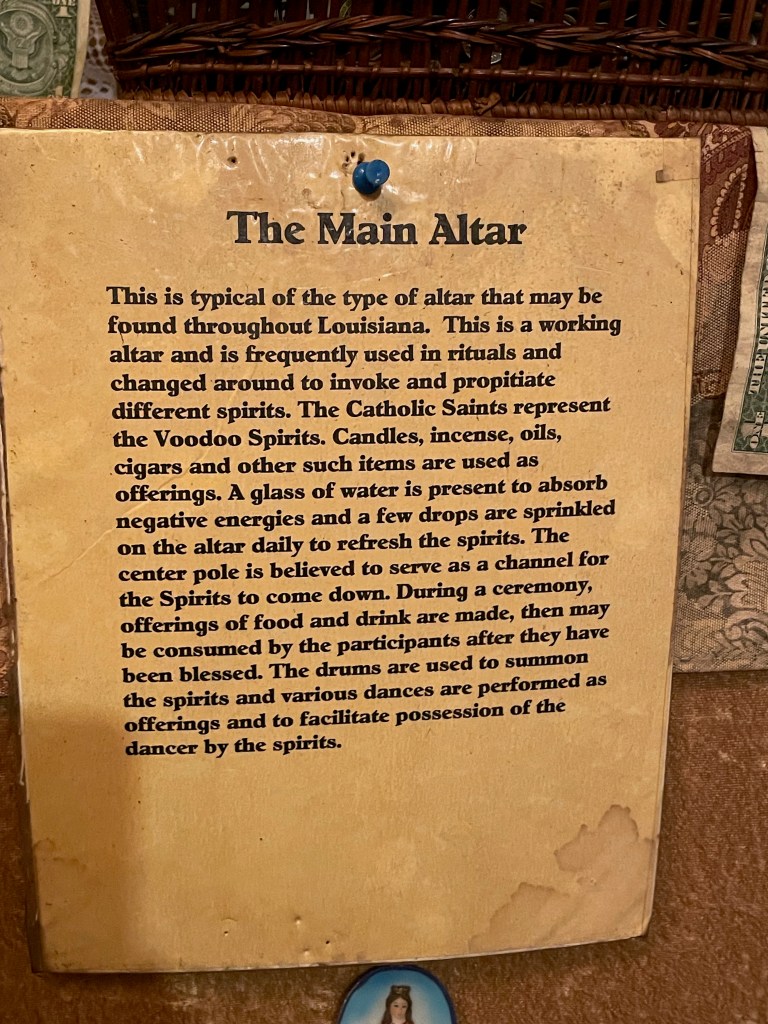 The Main Altar
This is typical of the type of altar that may be
found throughout Louisiana. This is a working
altar and is frequently used in rituals and
changed around to invoke and propitiate
different spirits. The Catholic Saints represent
the Voodoo Spirits. Candles, incense, oils,
cigars and other such items are used as
offerings. A glass of water is present to absorb
negative energies and a few drops are sprinkled
on the altar daily to refresh the spirits. The
center pole is believed to serve as a channel for
the Spirits to come down. During a ceremony,
offerings of food and drink are made, then may
be consumed by the participants after they have
been blessed. The drums are used to summon
the spirits and various dances are performed as
offerings and to facilitate possession of the
dancer by the spirits.
ONE